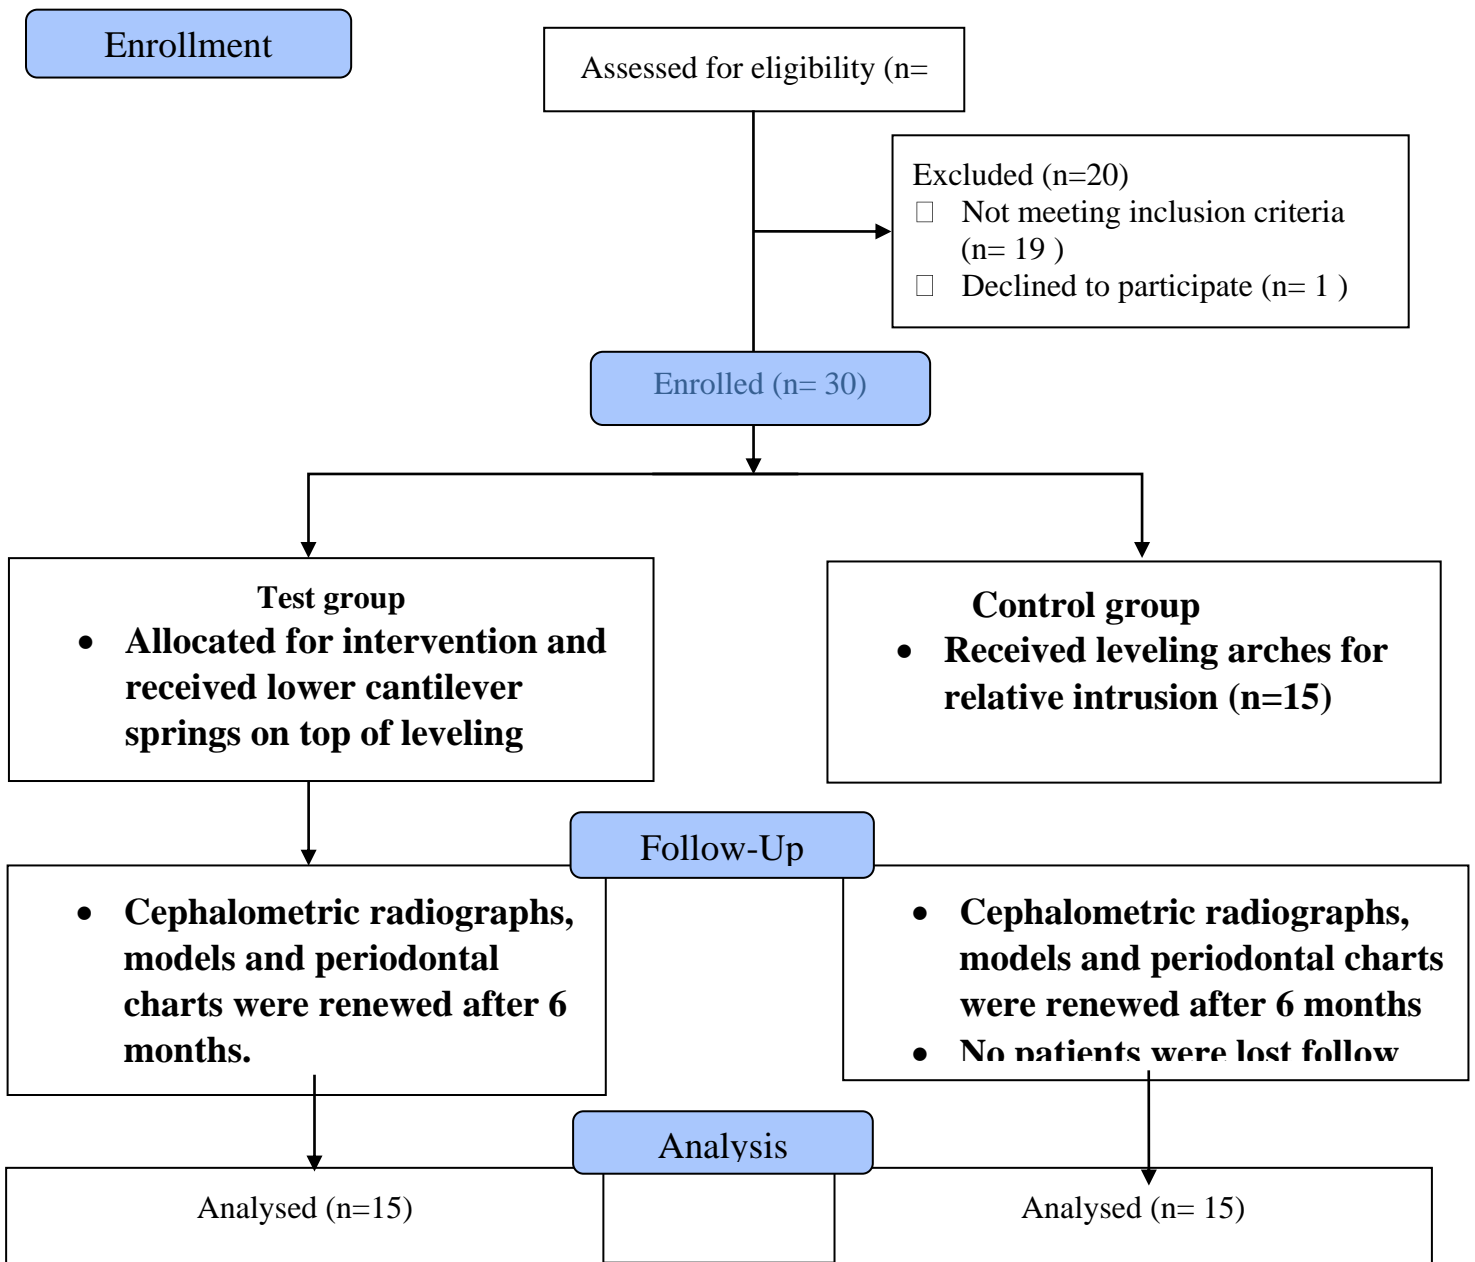 Enrollment
Assessed for eligibility (n=
Excluded (n=20)
□ Not meeting inclusion criteria
(n= 19 )
□ Declined to participate (n= 1 )
Enrolled (n= 30)
Test group
• Allocated for intervention and
received lower cantilever
springs on top of leveling
Control group
• Received leveling arches for
relative intrusion (n=15)
Follow-Up
• Cephalometric radiographs,
models and periodontal
charts were renewed after 6
months.
• Cephalometric radiographs,
models and periodontal charts
were renewed after 6 months
• No patients were lost follow
Analysis
Analysed (n=15)
Analysed (n= 15)